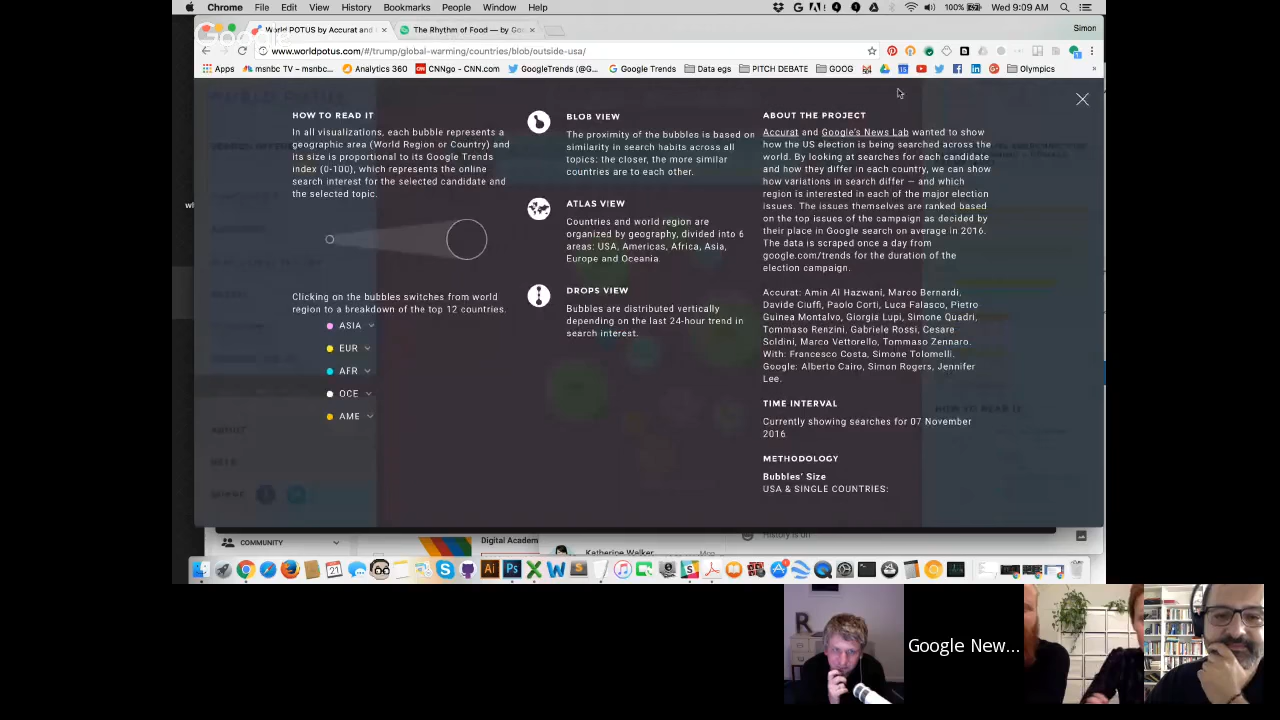 Chrome File Edit View History Bookmarks People Window Help 100% Wed 9:09 AM
World POTUS by Accurat and The Rhythm of Food — by Go Simon
www.worldpotus.com/#/trump/global-warming/countries/blob/outside-usa/
Apps msnbc TV – msnbc... Analytics 360 CNNgo - CNN.com GoogleTrends (@G... Google Trends Data egs PITCH DEBATE GOOG Olympics
HOW TO READ IT
In all visualizations, each bubble represents a
geographic area (World Region or Country) and
its size is proportional to its Google Trends
index (0-100), which represents the online
search interest for the selected candidate and
the selected topic.
Clicking on the bubbles switches from world
region to a breakdown of the top 12 countries.
ASIA
EUR
AFR
OCE
AME
BLOB VIEW
The proximity of the bubbles is based on
similarity in search habits across all
topics: the closer, the more similar
countries are to each other.
ATLAS VIEW
Countries and world region are
organized by geography, divided into 6
areas: USA, Americas, Africa, Asia,
Europe and Oceania.
DROPS VIEW
Bubbles are distributed vertically
depending on the last 24-hour trend in
search interest.
ABOUT THE PROJECT
Accurat and Google's News Lab wanted to show
how the US election is being searched across the
world. By looking at searches for each candidate
and how they differ in each country, we can show
how variations in search differ — and which
region is interested in each of the major election
issues. The issues themselves are ranked based
on the top issues of the campaign as decided by
their place in Google search on average in 2016.
The data is scraped once a day from
google.com/trends for the duration of the
election campaign.
Accurat: Amin Al Hazwani, Marco Bernardi,
Davide Ciuffi, Paolo Corti, Luca Falasco, Pietro
Guinea Montalvo, Giorgia Lupi, Simone Quadri,
Tommaso Renzini, Gabriele Rossi, Cesare
Soldini, Marco Vettorello, Tommaso Zennaro.
With: Francesco Costa, Simone Tolomelli.
Google: Alberto Cairo, Simon Rogers, Jennifer
Lee.
TIME INTERVAL
Currently showing searches for 07 November
2016
METHODOLOGY
Bubbles' Size
USA & SINGLE COUNTRIES:
HOW TO READ IT
COMMUNITY
Digital Academ
Katherine Walker
History is off
Google New...